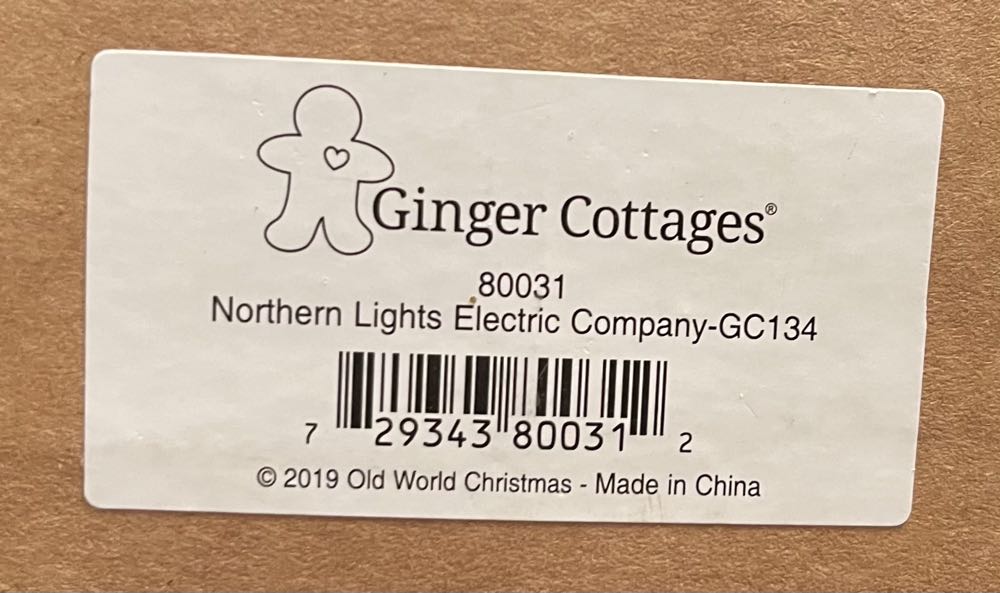 Ginger Cottages®
80031
Northern Lights Electric Company-GC134
7 29343 80031 2
© 2019 Old World Christmas - Made in China